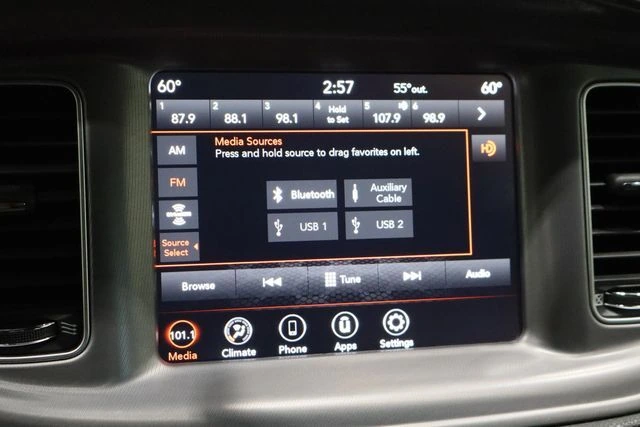 60° 2:57 55°out. 60°
1 2 3 4 Hold 5 6
87.9 88.1 98.1 to Set 107.9 98.9
Media Sources
Press and hold source to drag favorites on left.
AM
FM
Bluetooth Auxiliary Cable
USB 1 USB 2
Source
Select
Browse Tune Audio
101.1
Media Climate Phone Apps Settings